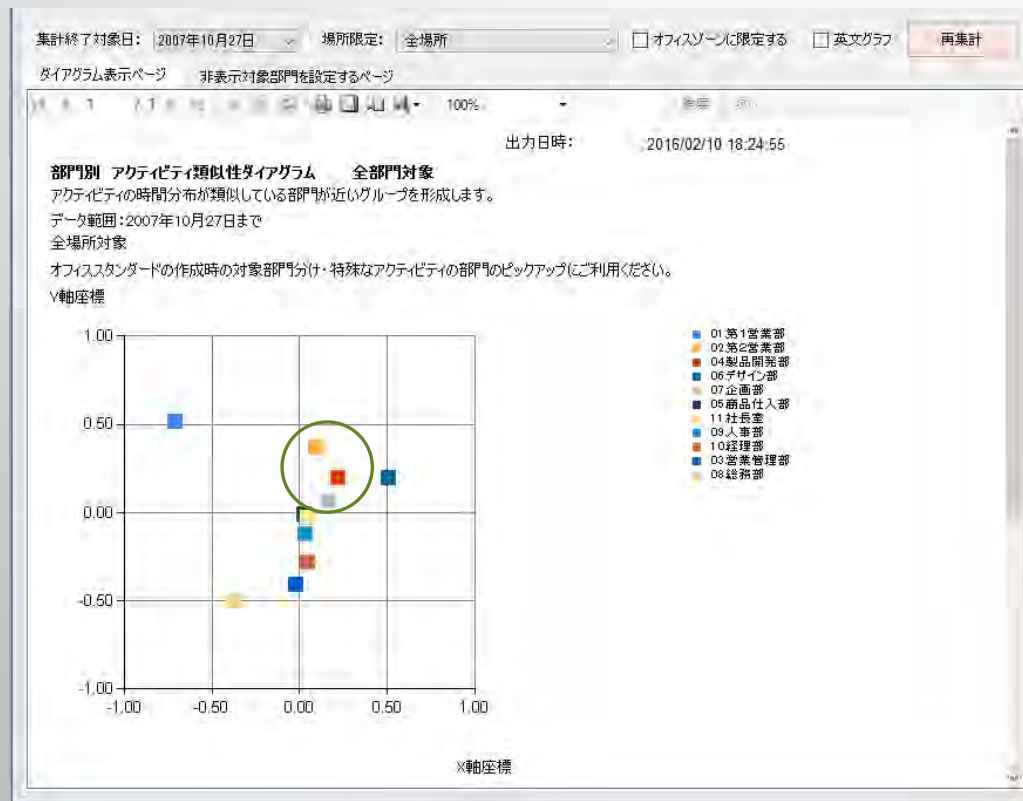 集計終了対象日: 2007年10月27日 場所限定: 全場所 オフィスゾーンに限定する 英文グラフ 再集計
ダイアグラム表示ページ 非表示対象部門を設定するページ
100%
出力日時: 2016/02/10 18:24:55
部門別 アクティビティ類似性ダイアグラム 全部門対象
アクティビティの時間分布が類似している部門が近いグループを形成します。
データ範囲:2007年10月27日まで
全場所対象
オフィススタンダードの作成時の対象部門分け・特殊なアクティビティの部門のピックアップにご利用ください。
Y軸座標
1.00
0.50
0.00
-0.50
-1.00
-1.00 -0.50 0.00 0.50 1.00
X軸座標
01.第1営業部
02.第2営業部
04製品開発部
06デザイン部
07企画部
05商品仕入部
11社長室
09.人事部
10経理部
03営業管理部
08総務部